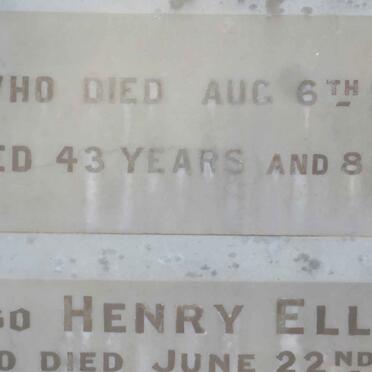 WHO DIED AUG 6TH
ED 43 YEARS AND 8
SO HENRY ELL
O DIED JUNE 22ND